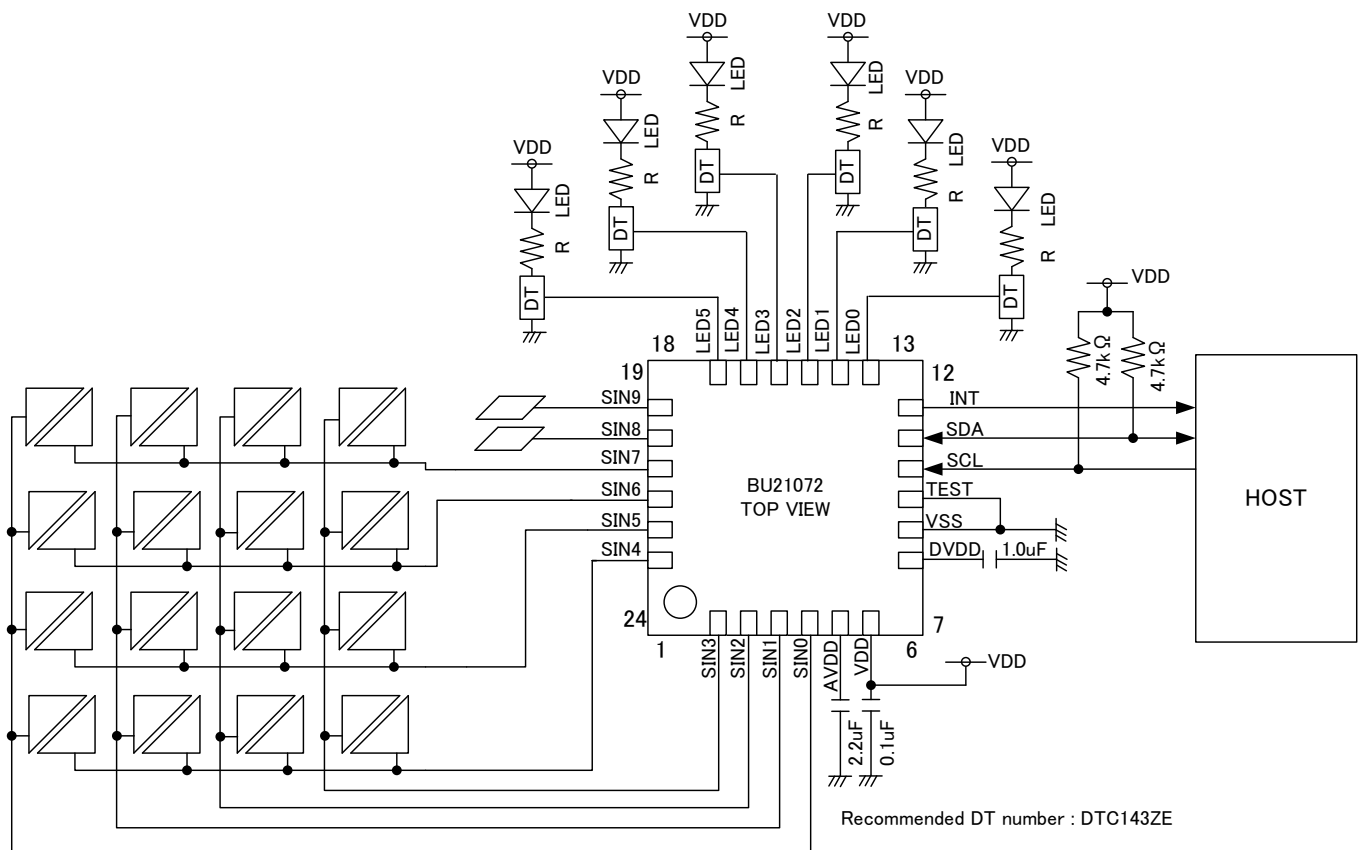 VDD
LED
R
DT
VDD
LED
R
DT
VDD
LED
R
DT
VDD
LED
R
DT
VDD
LED
R
DT
VDD
LED
R
DT
VDD
4.7kΩ
4.7kΩ
18
LED5
LED4
LED3
LED2
LED1
LED0
13
19
12
SIN9
SIN8
SIN7
SIN6
SIN5
SIN4
BU21072
TOP VIEW
INT
SDA
SCL
TEST
VSS
DVDD
1.0uF
HOST
24
1
7
6
SIN3
SIN2
SIN1
SIN0
AVDD
VDD
VDD
2.2uF
0.1uF
Recommended DT number : DTC143ZE